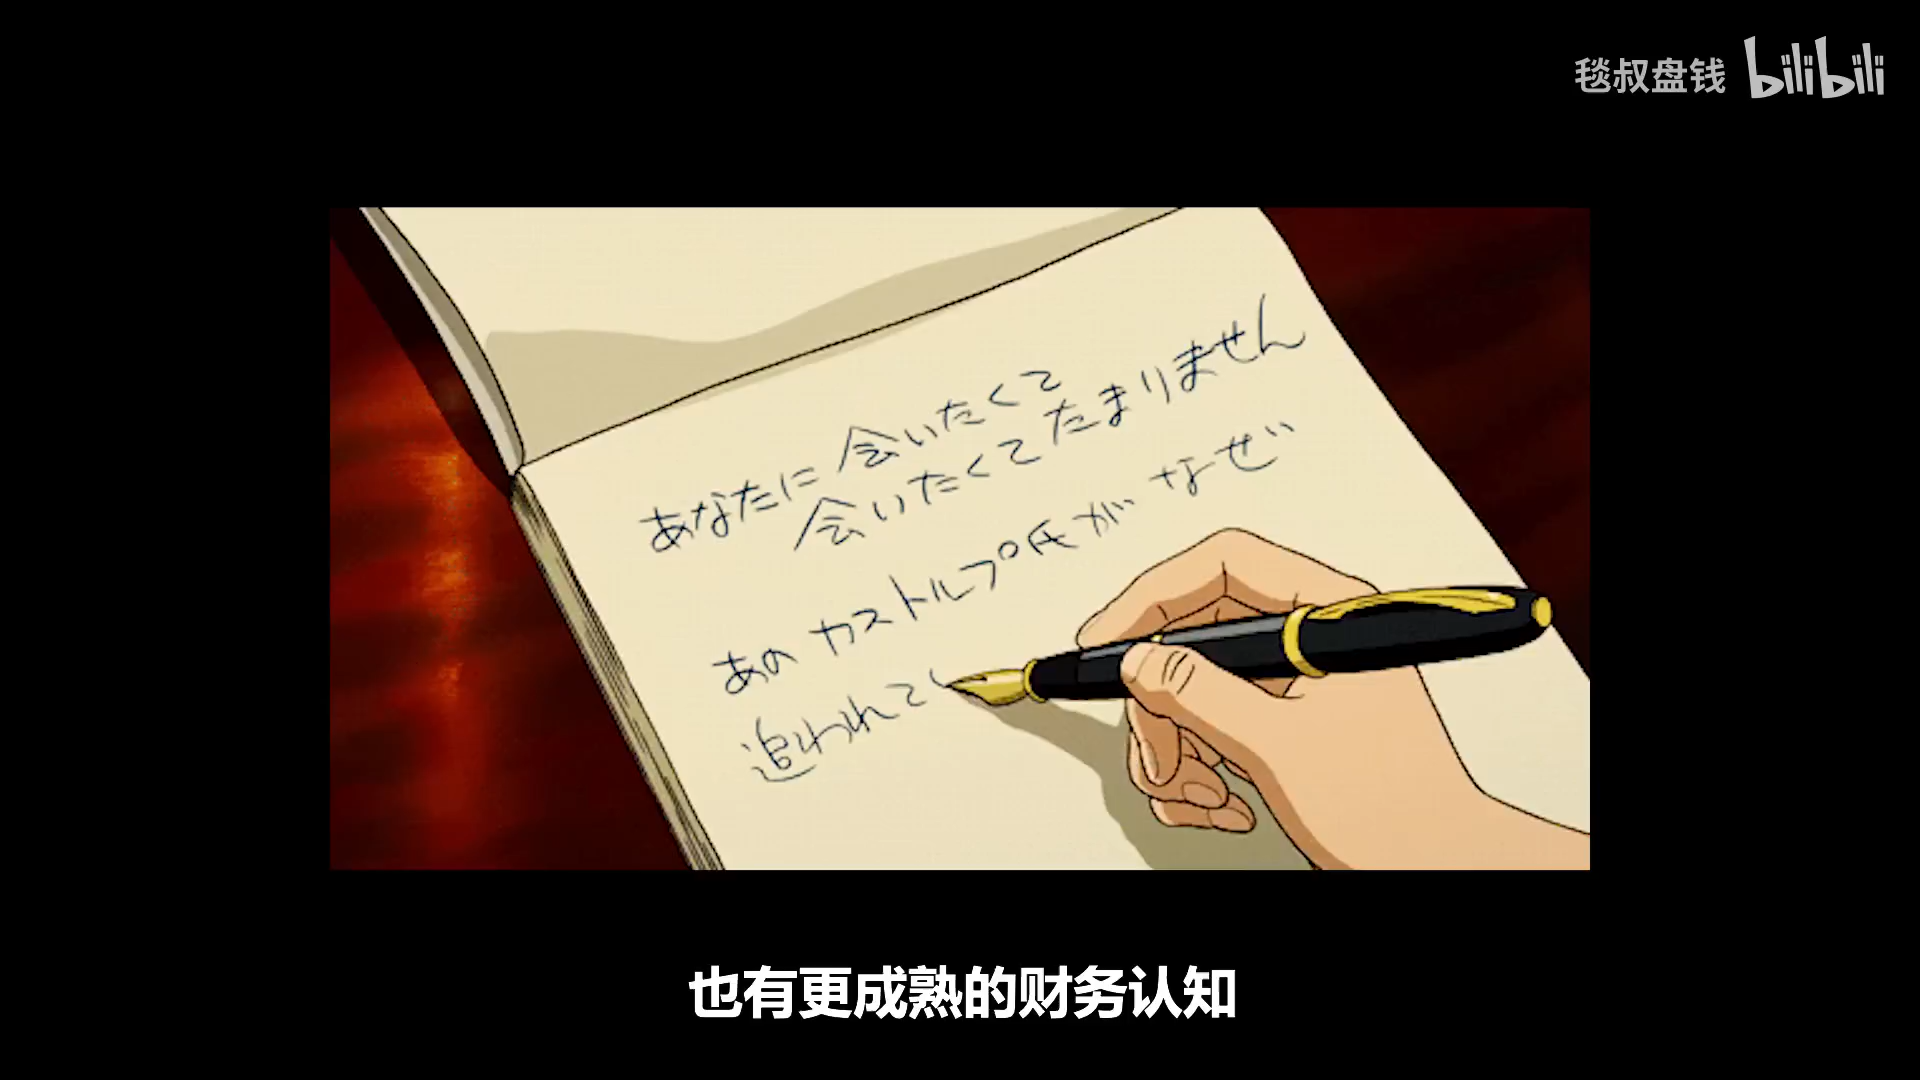 毯叔盘钱 bilibili
あなたに会いたくて
会いたくてたまりません
あのカストルプ氏がなぜ
追われてい
也有更成熟的财务认知